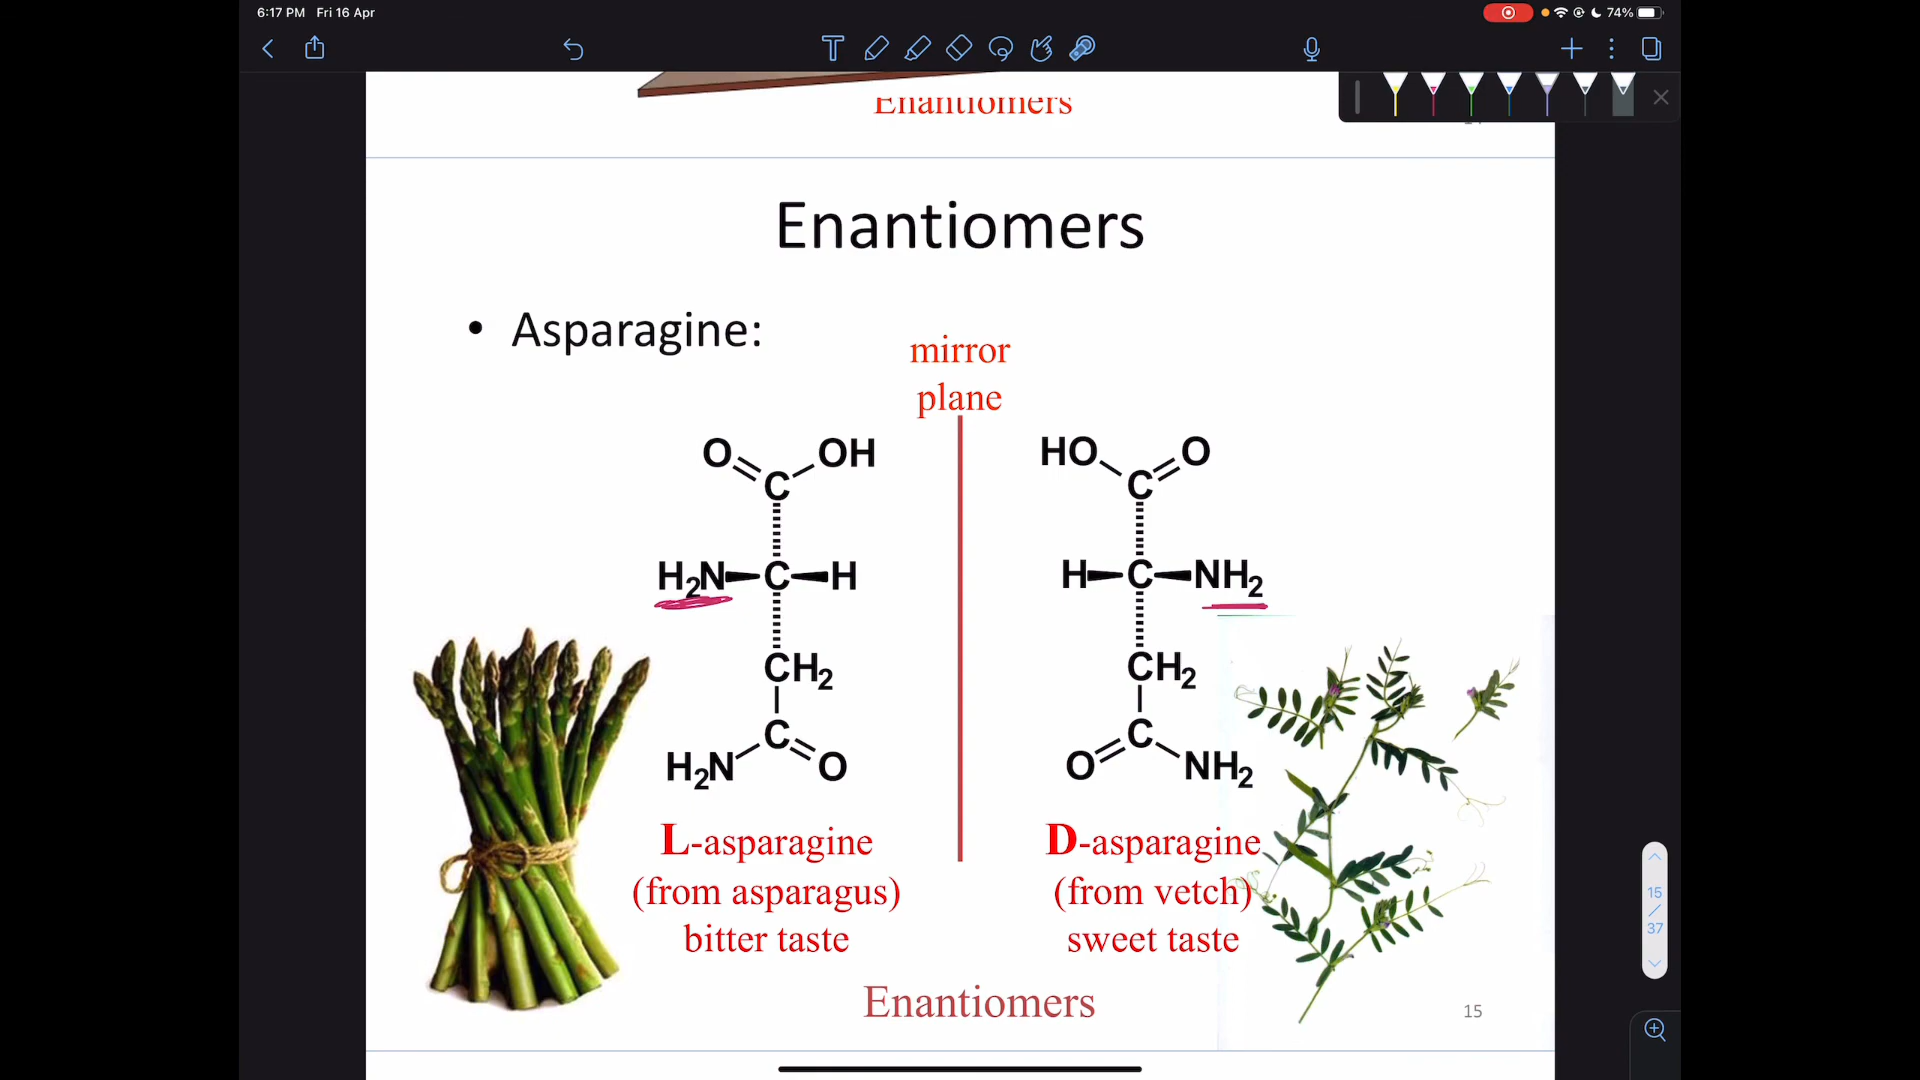 6:17 PM Fri 16 Apr
74%
Enantiomers
Enantiomers
• Asparagine:
mirror
plane
O OH
C
H₂N C H
CH₂
C
H₂N O
HO O
C
H C NH₂
CH₂
C
O NH₂
L-asparagine
(from asparagus)
bitter taste
D-asparagine
(from vetch)
sweet taste
Enantiomers
15
15
/
37